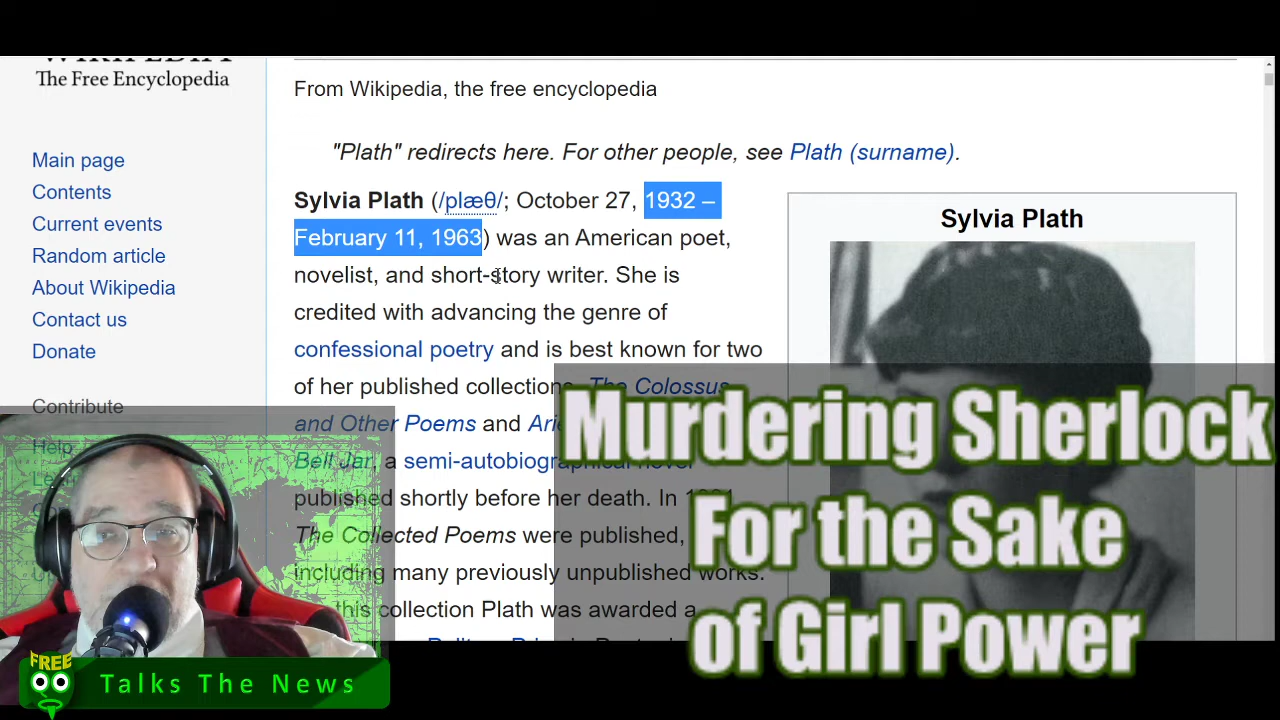 WIKIPEDIA
The Free Encyclopedia
Main page
Contents
Current events
Random article
About Wikipedia
Contact us
Donate
Contribute
Help
From Wikipedia, the free encyclopedia
"Plath" redirects here. For other people, see Plath (surname).
Sylvia Plath (/plæθ/; October 27, 1932 –
February 11, 1963) was an American poet,
novelist, and short-story writer. She is
credited with advancing the genre of
confessional poetry and is best known for two
of her published collections, The Colossus
and Other Poems and
Bell Jar, a semi-autobiographical novel
published shortly before her death. In
The Collected Poems were published,
including many previously unpublished works.
this collection Plath was awarded a
Sylvia Plath
Murdering Sherlock
For the Sake
of Girl Power
FREE
Talks The News